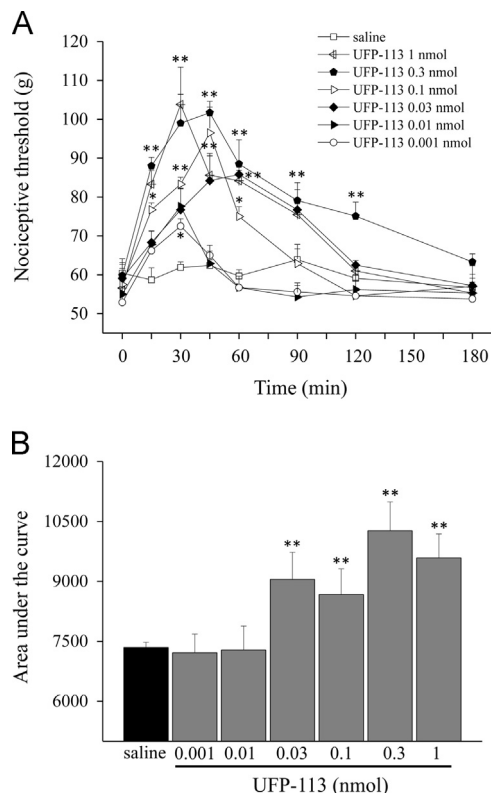 A
saline
UFP-113 1 nmol
UFP-113 0.3 nmol
UFP-113 0.1 nmol
UFP-113 0.03 nmol
UFP-113 0.01 nmol
UFP-113 0.001 nmol
Nociceptive threshold (g)
120
110
100
90
80
70
60
50
**
**
**
**
**
**
**
**
**
*
*
*
0 30 60 90 120 180
Time (min)
B
Area under the curve
12000
10500
9000
7500
6000
**
**
**
**
saline 0.001 0.01 0.03 0.1 0.3 1
UFP-113 (nmol)